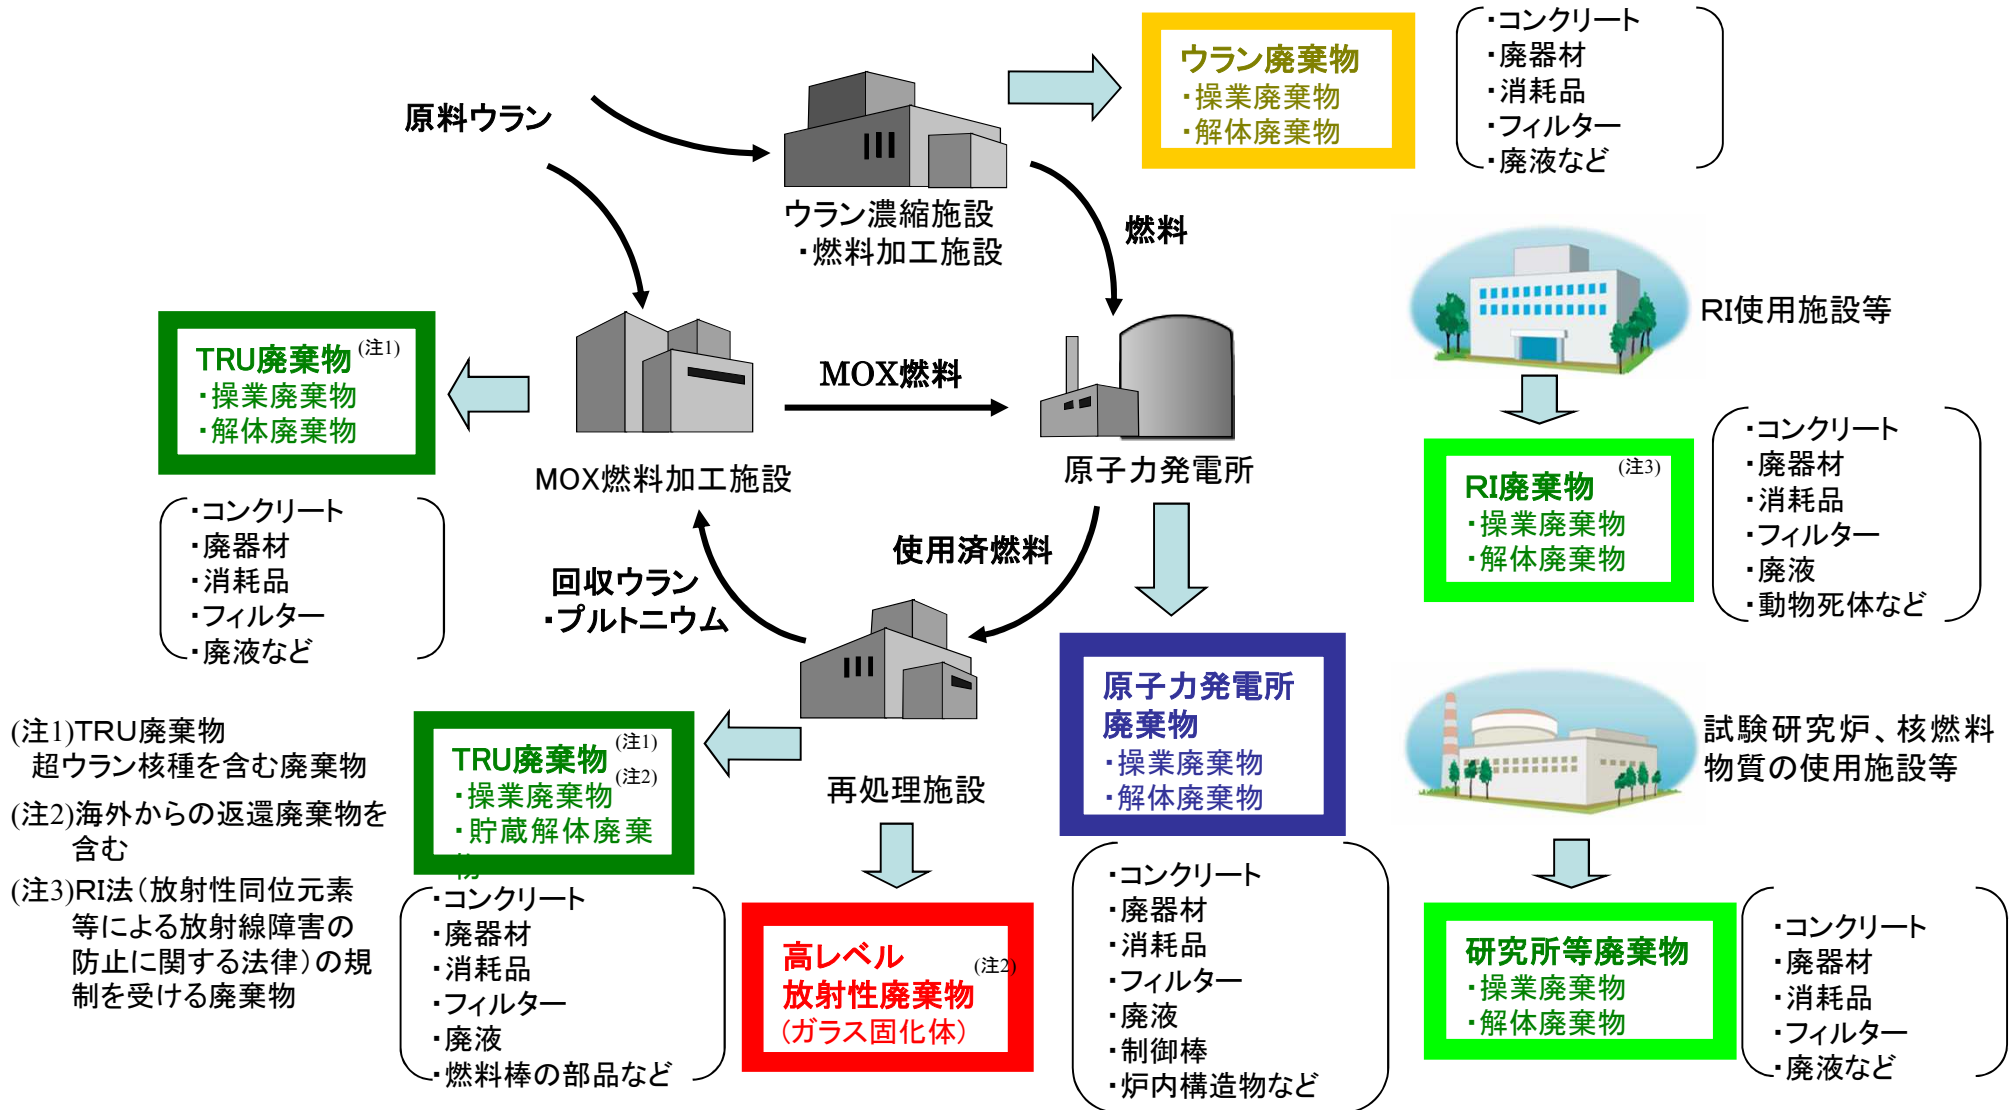 原料ウラン
ウラン濃縮施設
・燃料加工施設
ウラン廃棄物
・操業廃棄物
・解体廃棄物
・コンクリート
・廃器材
・消耗品
・フィルター
・廃液など
燃料
TRU廃棄物(注1)
・操業廃棄物
・解体廃棄物
・コンクリート
・廃器材
・消耗品
・フィルター
・廃液など
MOX燃料加工施設
MOX燃料
原子力発電所
使用済燃料
回収ウラン
・プルトニウム
RI使用施設等
RI廃棄物(注3)
・操業廃棄物
・解体廃棄物
・コンクリート
・廃器材
・消耗品
・フィルター
・廃液
・動物死体など
(注1)TRU廃棄物
超ウラン核種を含む廃棄物
(注2)海外からの返還廃棄物を
含む
(注3)RI法(放射性同位元素
等による放射線障害の
防止に関する法律)の規
制を受ける廃棄物
TRU廃棄物(注1)
(注2)
・操業廃棄物
・貯蔵解体廃棄
物
・コンクリート
・廃器材
・消耗品
・フィルター
・廃液
・燃料棒の部品など
再処理施設
高レベル
放射性廃棄物(注2)
(ガラス固化体)
原子力発電所
廃棄物
・操業廃棄物
・解体廃棄物
・コンクリート
・廃器材
・消耗品
・フィルター
・廃液
・制御棒
・炉内構造物など
試験研究炉、核燃料
物質の使用施設等
研究所等廃棄物
・操業廃棄物
・解体廃棄物
・コンクリート
・廃器材
・消耗品
・フィルター
・廃液など